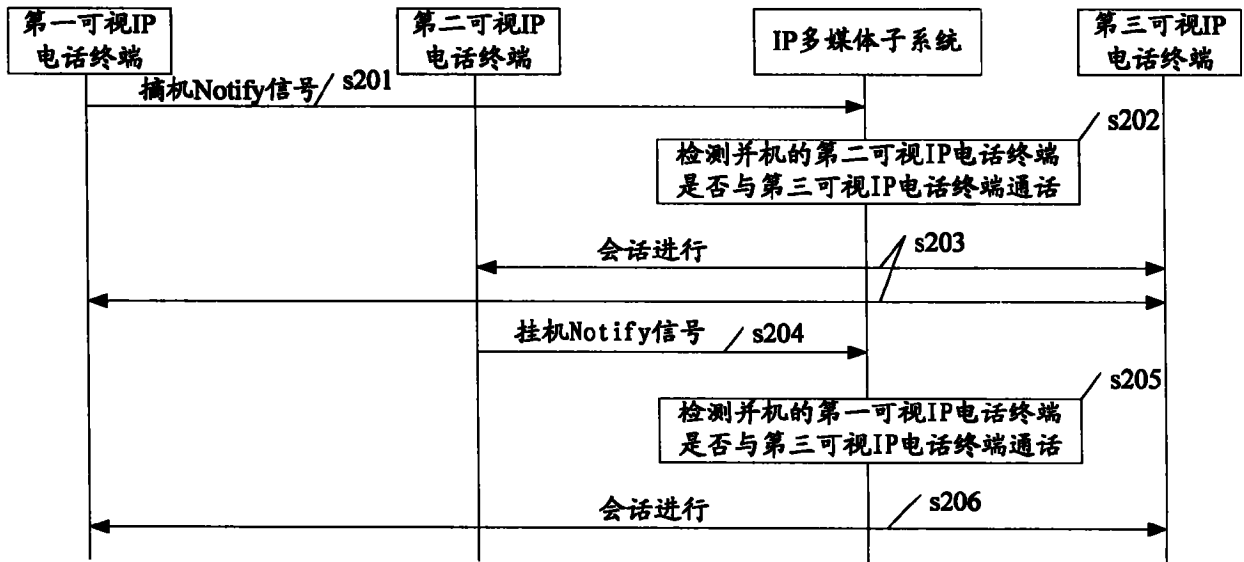 第一可视IP
电话终端
第二可视IP
电话终端
IP多媒体子系统
第三可视IP
电话终端
摘机Notify信号
s201
s202
检测并机的第二可视IP电话终端
是否与第三可视IP电话终端通话
会话进行
s203
挂机Notify信号
s204
s205
检测并机的第一可视IP电话终端
是否与第三可视IP电话终端通话
会话进行
s206